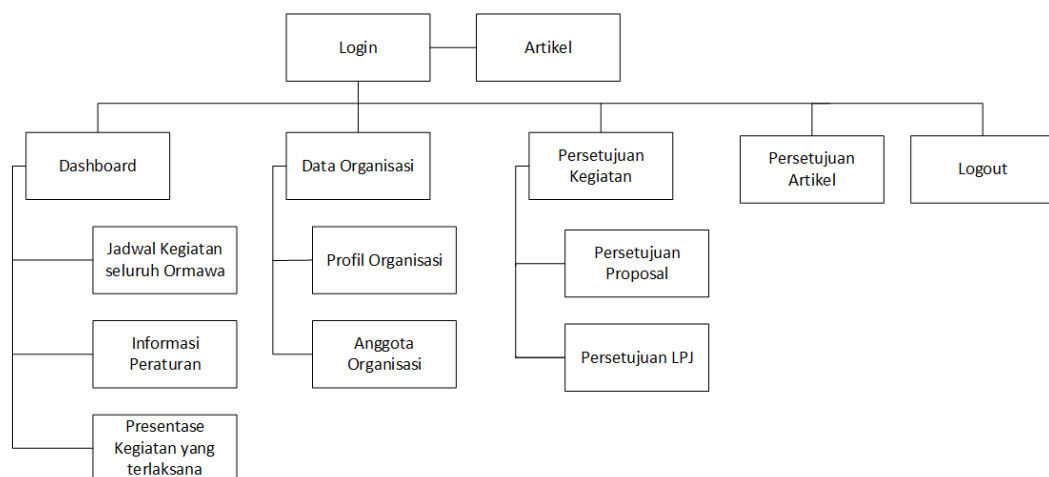 Login
Artikel
Dashboard
Data Organisasi
Persetujuan
Kegiatan
Persetujuan
Artikel
Logout
Jadwal Kegiatan
seluruh Ormawa
Profil Organisasi
Persetujuan
Proposal
Informasi
Peraturan
Anggota
Organisasi
Persetujuan LPJ
Presentase
Kegiatan yang
terlaksana